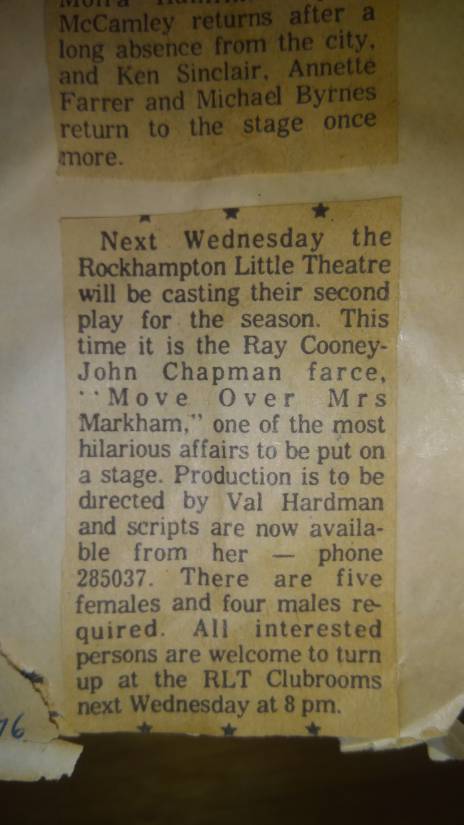 McCamley returns after a
long absence from the city,
and Ken Sinclair, Annette
Farrer and Michael Byrnes
return to the stage once
more.
Next Wednesday the
Rockhampton Little Theatre
will be casting their second
play for the season. This
time it is the Ray Cooney-
John Chapman farce,
"Move Over Mrs
Markham," one of the most
hilarious affairs to be put on
a stage. Production is to be
directed by Val Hardman
and scripts are now availa-
ble from her — phone
285037. There are five
females and four males re-
quired. All interested
persons are welcome to turn
up at the RLT Clubrooms
next Wednesday at 8 pm.